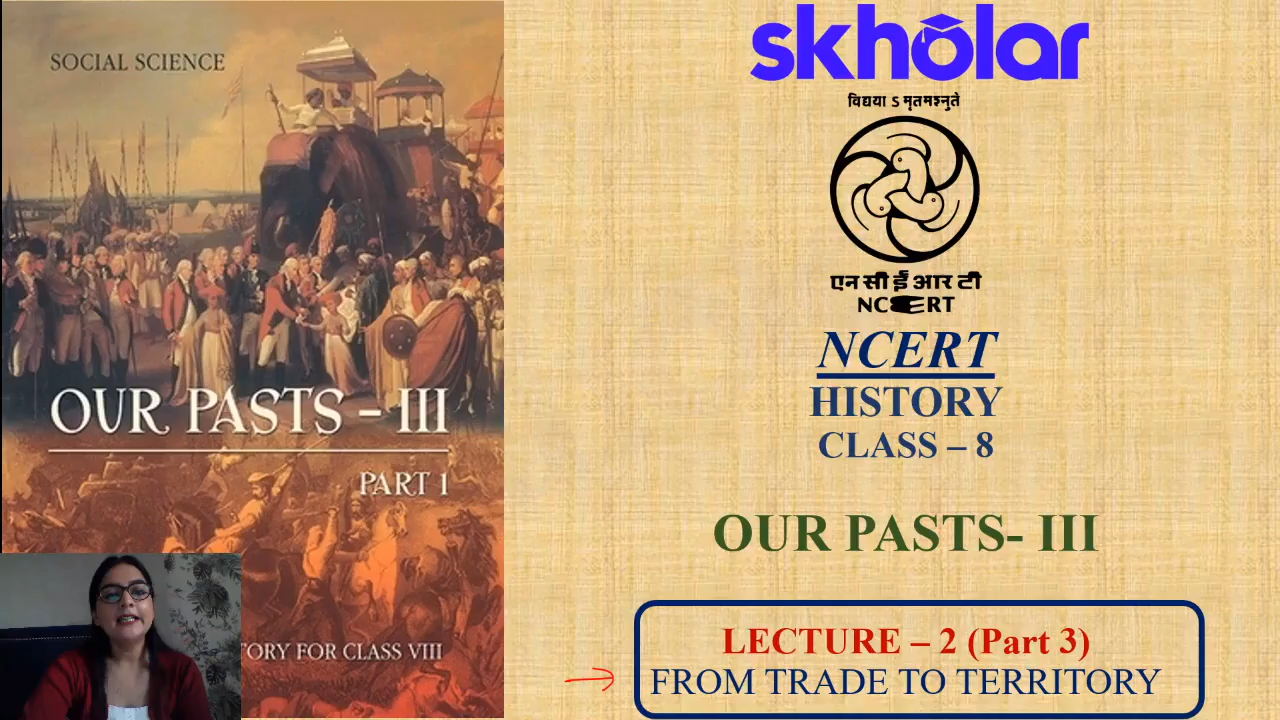 SOCIAL SCIENCE
OUR PASTS – III
PART 1
TORY FOR CLASS VIII
skholar
विद्यया ऽ मृतमश्नुते
एन सी ई आर टी
NCERT
NCERT
HISTORY
CLASS – 8
OUR PASTS- III
LECTURE – 2 (Part 3)
FROM TRADE TO TERRITORY